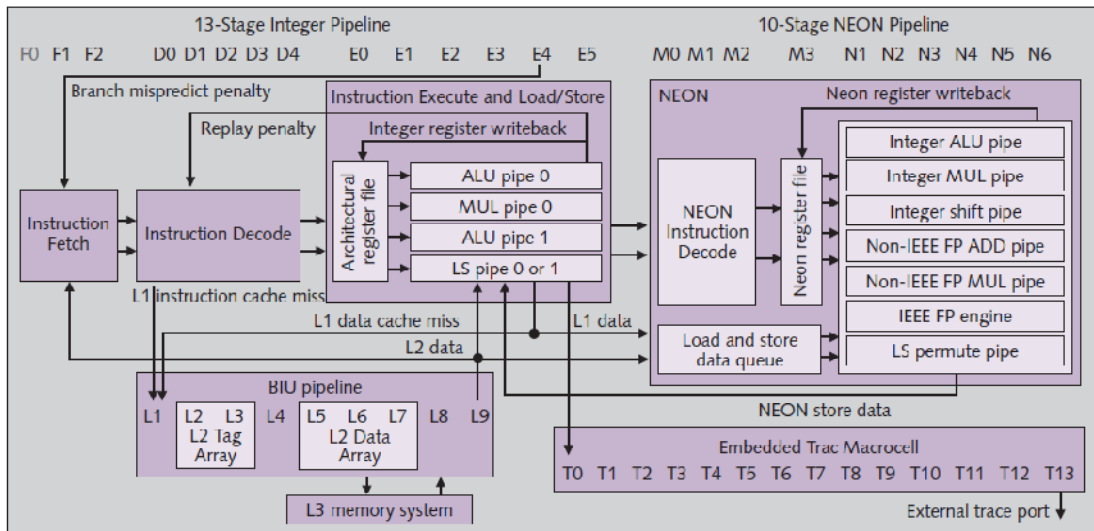 13-Stage Integer Pipeline
10-Stage NEON Pipeline
F0 F1 F2
D0 D1 D2 D3 D4
E0 E1 E2 E3 E4 E5
M0 M1 M2 M3 N1 N2 N3 N4 N5 N6
Branch mispredict penalty
Instruction Execute and Load/Store
NEON
Neon register writeback
Replay penalty
Integer register writeback
Instruction
Fetch
Instruction Decode
Architectural
register file
ALU pipe 0
MUL pipe 0
ALU pipe 1
LS pipe 0 or 1
NEON
Instruction
Decode
Neon register file
Integer ALU pipe
Integer MUL pipe
Integer shift pipe
Non-IEEE FP ADD pipe
Non-IEEE FP MUL pipe
IEEE FP engine
LS permute pipe
L1 instruction cache miss
L1 data cache miss
L1 data
L2 data
Load and store
data queue
BIU pipeline
L1 L2 L3 L4 L5 L6 L7 L8 L9
L2 Tag
Array
L2 Data
Array
L3 memory system
NEON store data
Embedded Trac Macrocell
T0 T1 T2 T3 T4 T5 T6 T7 T8 T9 T10 T11 T12 T13
External trace port